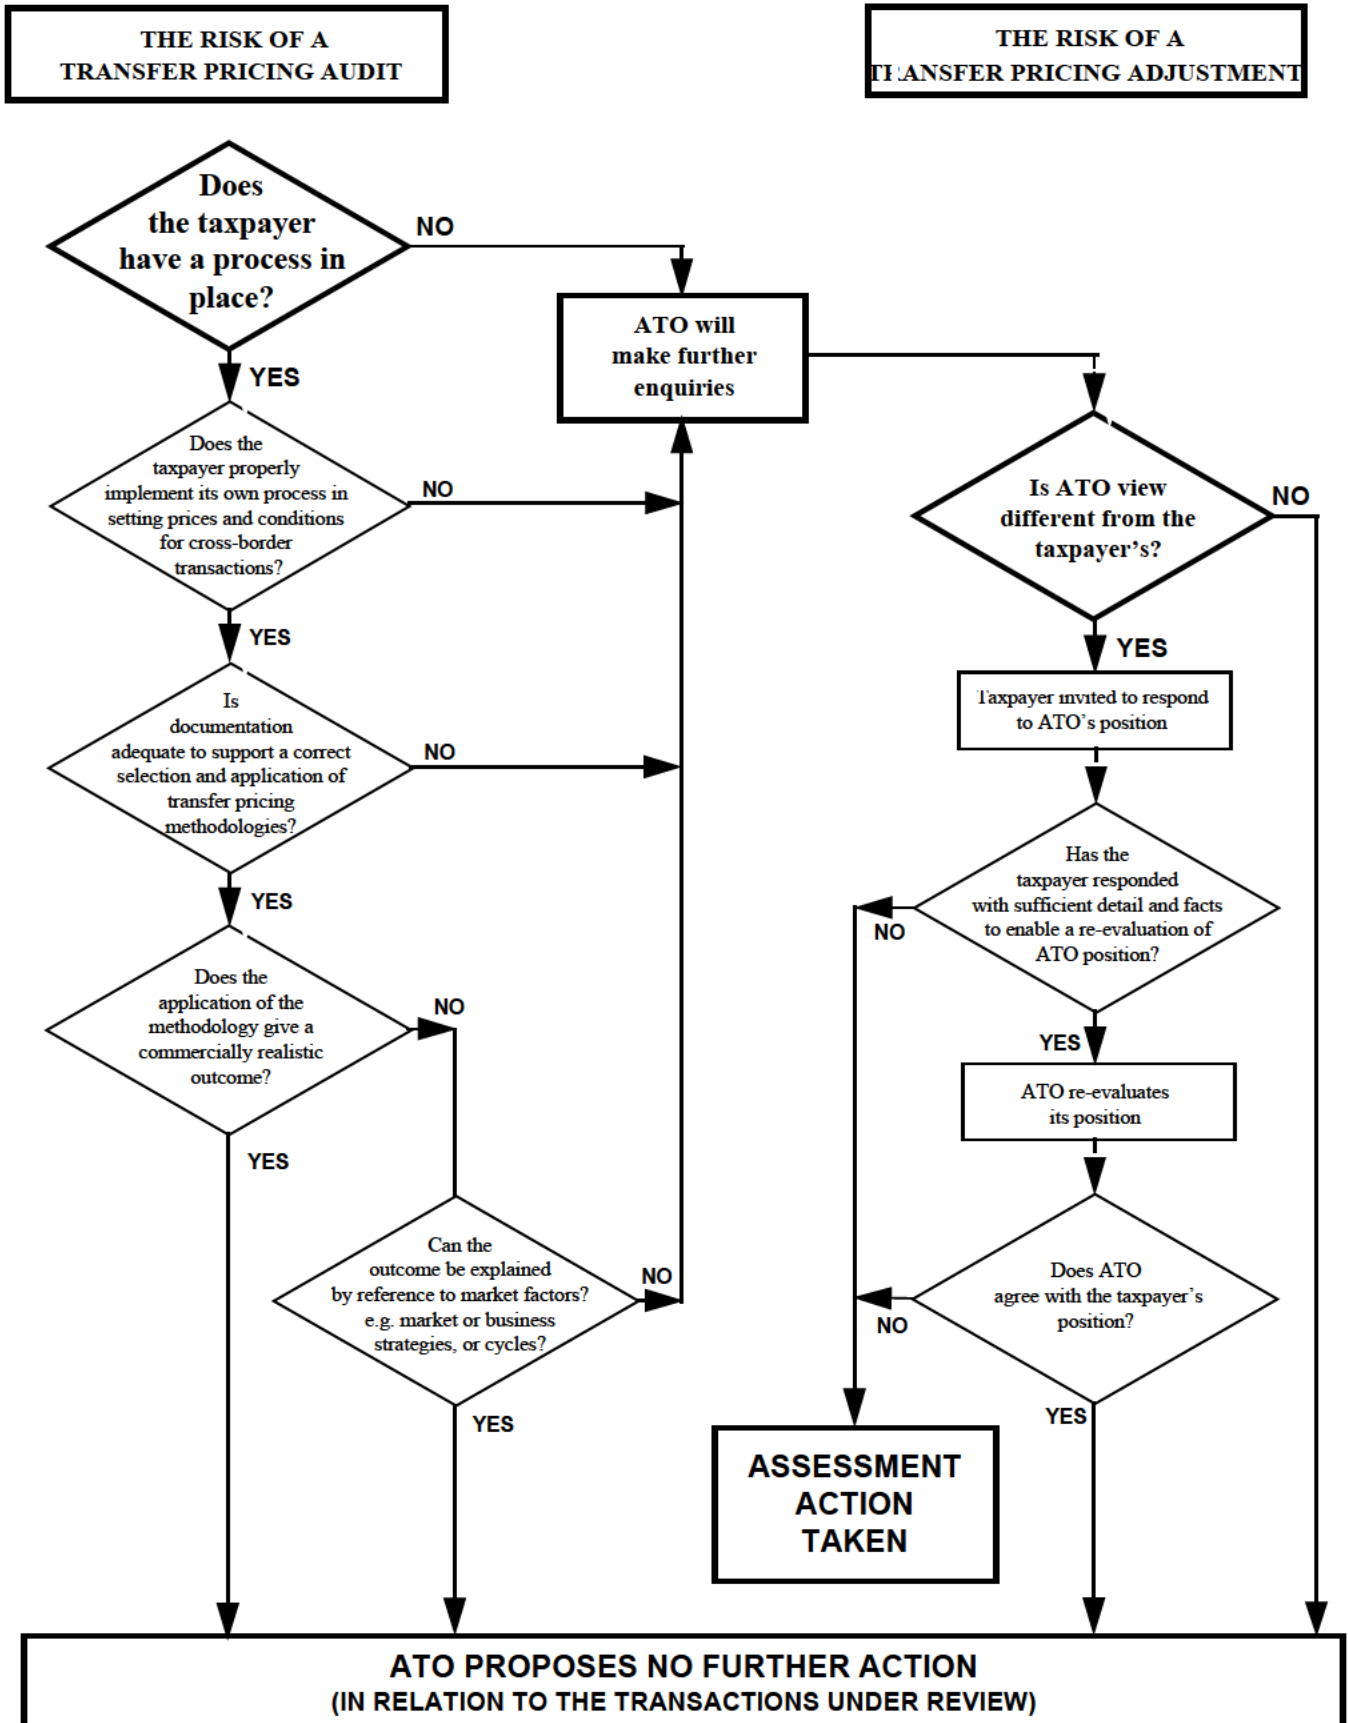 THE RISK OF A
TRANSFER PRICING AUDIT
THE RISK OF A
TRANSFER PRICING ADJUSTMENT
Does
the taxpayer
have a process in
place?
NO
YES
ATO will
make further
enquiries
Does the
taxpayer properly
implement its own process in
setting prices and conditions
for cross-border
transactions?
NO
YES
Is
documentation
adequate to support a correct
selection and application of
transfer pricing
methodologies?
NO
YES
Does the
application of the
methodology give a
commercially realistic
outcome?
NO
YES
Can the
outcome be explained
by reference to market factors?
e.g. market or business
strategies, or cycles?
NO
YES
Is ATO view
different from the
taxpayer's?
NO
YES
Taxpayer invited to respond
to ATO's position
Has the
taxpayer responded
with sufficient detail and facts
to enable a re-evaluation of
ATO position?
NO
YES
ATO re-evaluates
its position
Does ATO
agree with the taxpayer's
position?
NO
YES
ASSESSMENT
ACTION
TAKEN
ATO PROPOSES NO FURTHER ACTION
(IN RELATION TO THE TRANSACTIONS UNDER REVIEW)